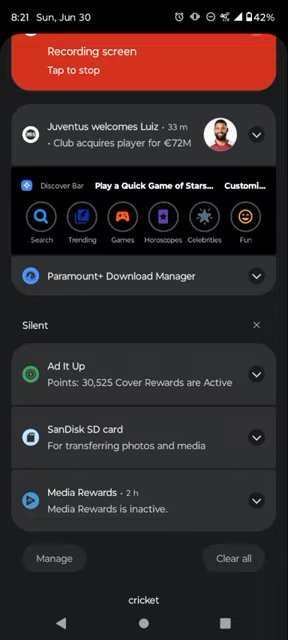 8:21 Sun, Jun 30 42%
Recording screen
Tap to stop
Juventus welcomes Luiz • 33 m
• Club acquires player for €72M
Discover Bar Play a Quick Game of Stars... Customi...
Search Trending Games Horoscopes Celebrities Fun
Paramount+ Download Manager
Silent
Ad It Up
Points: 30,525 Cover Rewards are Active
SanDisk SD card
For transferring photos and media
Media Rewards • 2 h
Media Rewards is inactive.
Manage Clear all
cricket